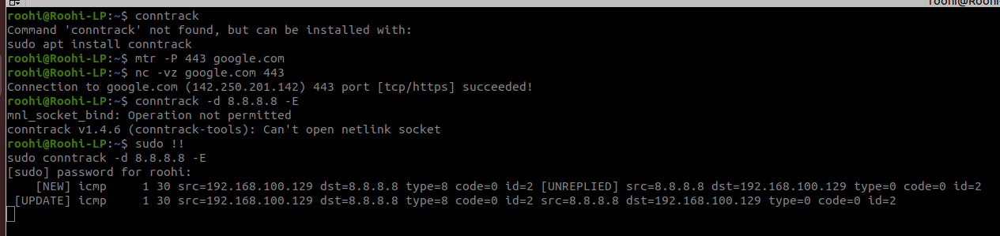 roohi@Roohi
roohi@Roohi-LP:~$ conntrack
Command 'conntrack' not found, but can be installed with:
sudo apt install conntrack
roohi@Roohi-LP:~$ mtr -P 443 google.com
roohi@Roohi-LP:~$ nc -vz google.com 443
Connection to google.com (142.250.201.142) 443 port [tcp/https] succeeded!
roohi@Roohi-LP:~$ conntrack -d 8.8.8.8 -E
mnl_socket_bind: Operation not permitted
conntrack v1.4.6 (conntrack-tools): Can't open netlink socket
roohi@Roohi-LP:~$ sudo !!
sudo conntrack -d 8.8.8.8 -E
[sudo] password for roohi:
[NEW] icmp     1 30 src=192.168.100.129 dst=8.8.8.8 type=8 code=0 id=2 [UNREPLIED] src=8.8.8.8 dst=192.168.100.129 type=0 code=0 id=2
[UPDATE] icmp     1 30 src=192.168.100.129 dst=8.8.8.8 type=8 code=0 id=2 src=8.8.8.8 dst=192.168.100.129 type=0 code=0 id=2